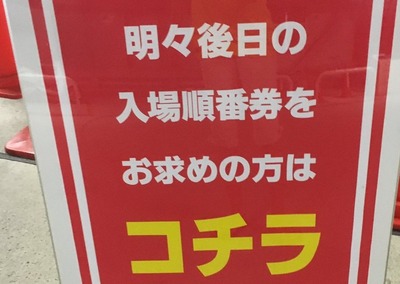 明々後日の
入場順番券を
お求めの方は
コチラ